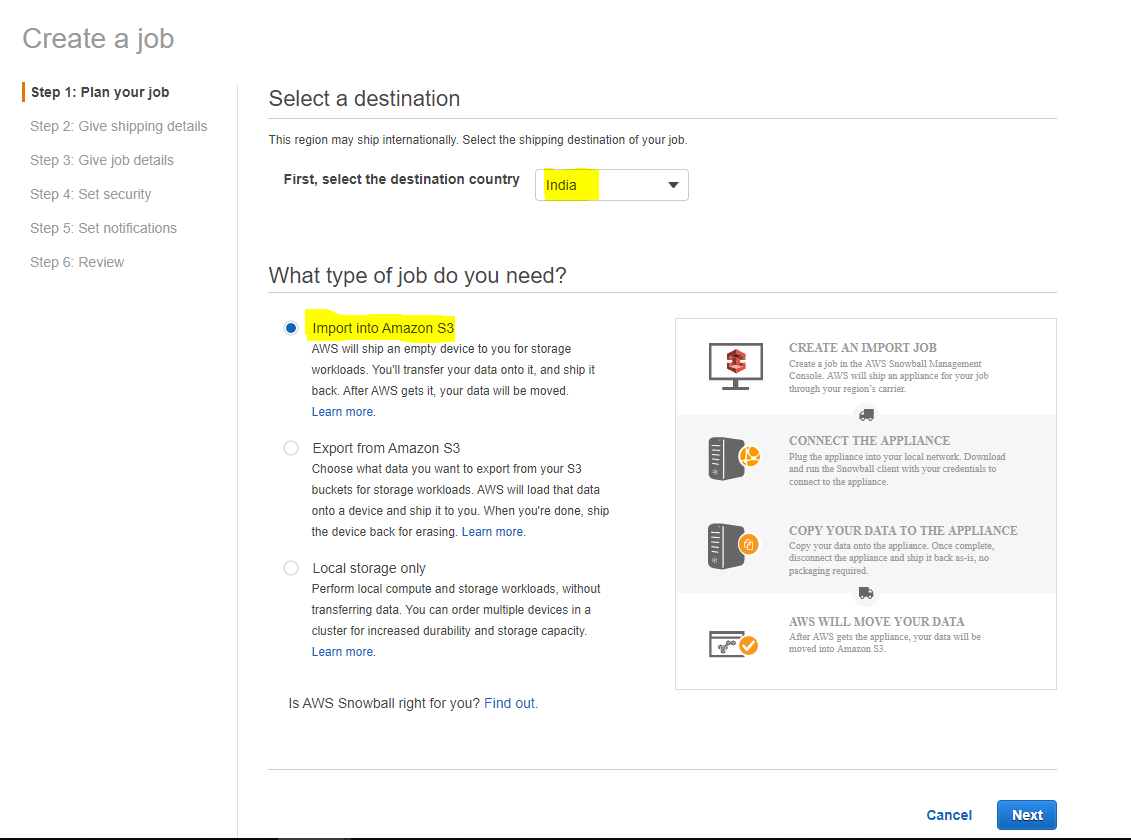 Create a job
Step 1: Plan your job
Step 2: Give shipping details
Step 3: Give job details
Step 4: Set security
Step 5: Set notifications
Step 6: Review
Select a destination
This region may ship internationally. Select the shipping destination of your job.
First, select the destination country
India
What type of job do you need?
Import into Amazon S3
AWS will ship an empty device to you for storage
workloads. You'll transfer your data onto it, and ship it
back. After AWS gets it, your data will be moved.
Learn more.
Export from Amazon S3
Choose what data you want to export from your S3
buckets for storage workloads. AWS will load that data
onto a device and ship it to you. When you're done, ship
the device back for erasing. Learn more.
Local storage only
Perform local compute and storage workloads, without
transferring data. You can order multiple devices in a
cluster for increased durability and storage capacity.
Learn more.
Is AWS Snowball right for you? Find out.
CREATE AN IMPORT JOB
Create a job in the AWS Snowball Management
Console. AWS will ship an appliance for your job
through your region's carrier.
CONNECT THE APPLIANCE
Plug the appliance into your local network. Download
and run the Snowball client with your credentials to
connect to the appliance.
COPY YOUR DATA TO THE APPLIANCE
Copy your data onto the appliance. Once complete,
disconnect the appliance and ship it back as-is, no
packaging required.
AWS WILL MOVE YOUR DATA
After AWS gets the appliance, your data will be
moved into Amazon S3.
Cancel
Next